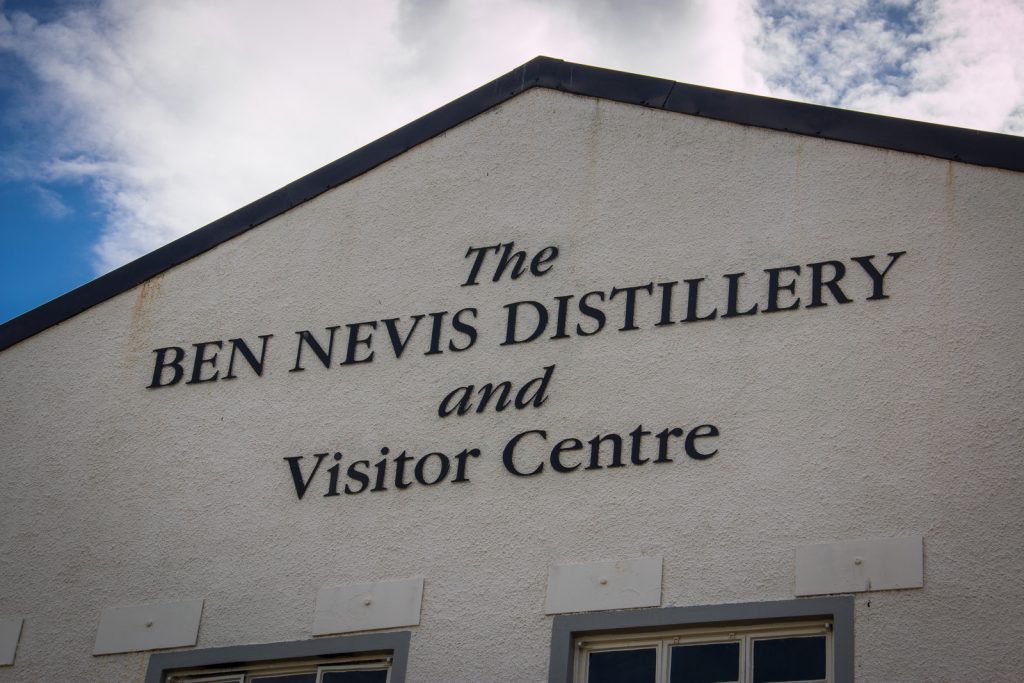 The
BEN NEVIS DISTILLERY
and
Visitor Centre